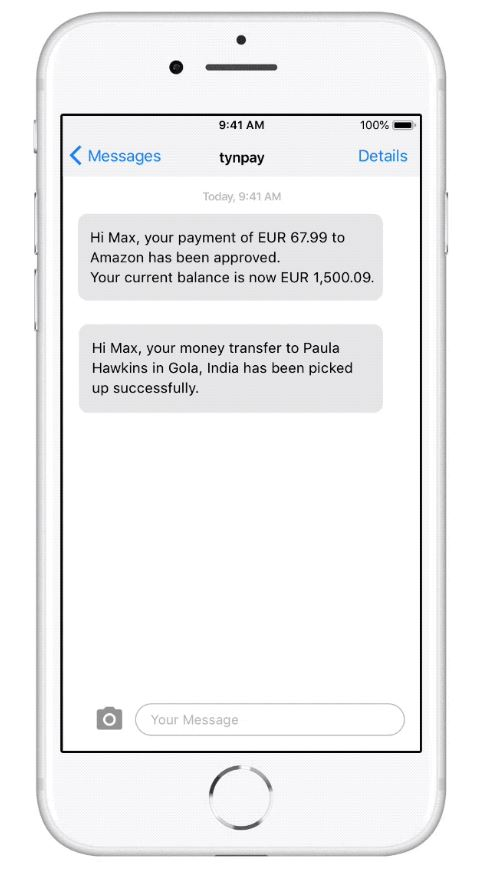 9:41 AM 100%
Messages tynpay Details
Today, 9:41 AM
Hi Max, your payment of EUR 67.99 to
Amazon has been approved.
Your current balance is now EUR 1,500.09.
Hi Max, your money transfer to Paula
Hawkins in Gola, India has been picked
up successfully.
Your Message